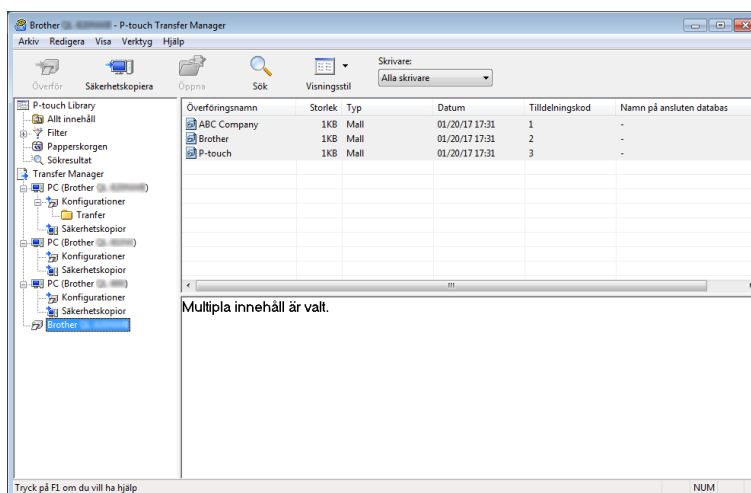 Brother - P-touch Transfer Manager
Arkiv Redigera Visa Verktyg Hjälp
Överför Säkerhetskopiera Öppna Sök Visningsstil Skrivare: Alla skrivare
P-touch Library
Allt innehåll
Filter
Papperskorgen
Sökresultat
Transfer Manager
PC (Brother )
Konfigurationer
Tranfer
Säkerhetskopior
PC (Brother )
Konfigurationer
Säkerhetskopior
PC (Brother )
Konfigurationer
Säkerhetskopior
Brother
Överföringsnamn Storlek Typ Datum Tilldelningskod Namn på ansluten databas
ABC Company 1KB Mall 01/20/17 17:31 1 -
Brother 1KB Mall 01/20/17 17:31 2 -
P-touch 1KB Mall 01/20/17 17:31 3 -
Multipla innehåll är valt.
Tryck på F1 om du vill ha hjälp NUM